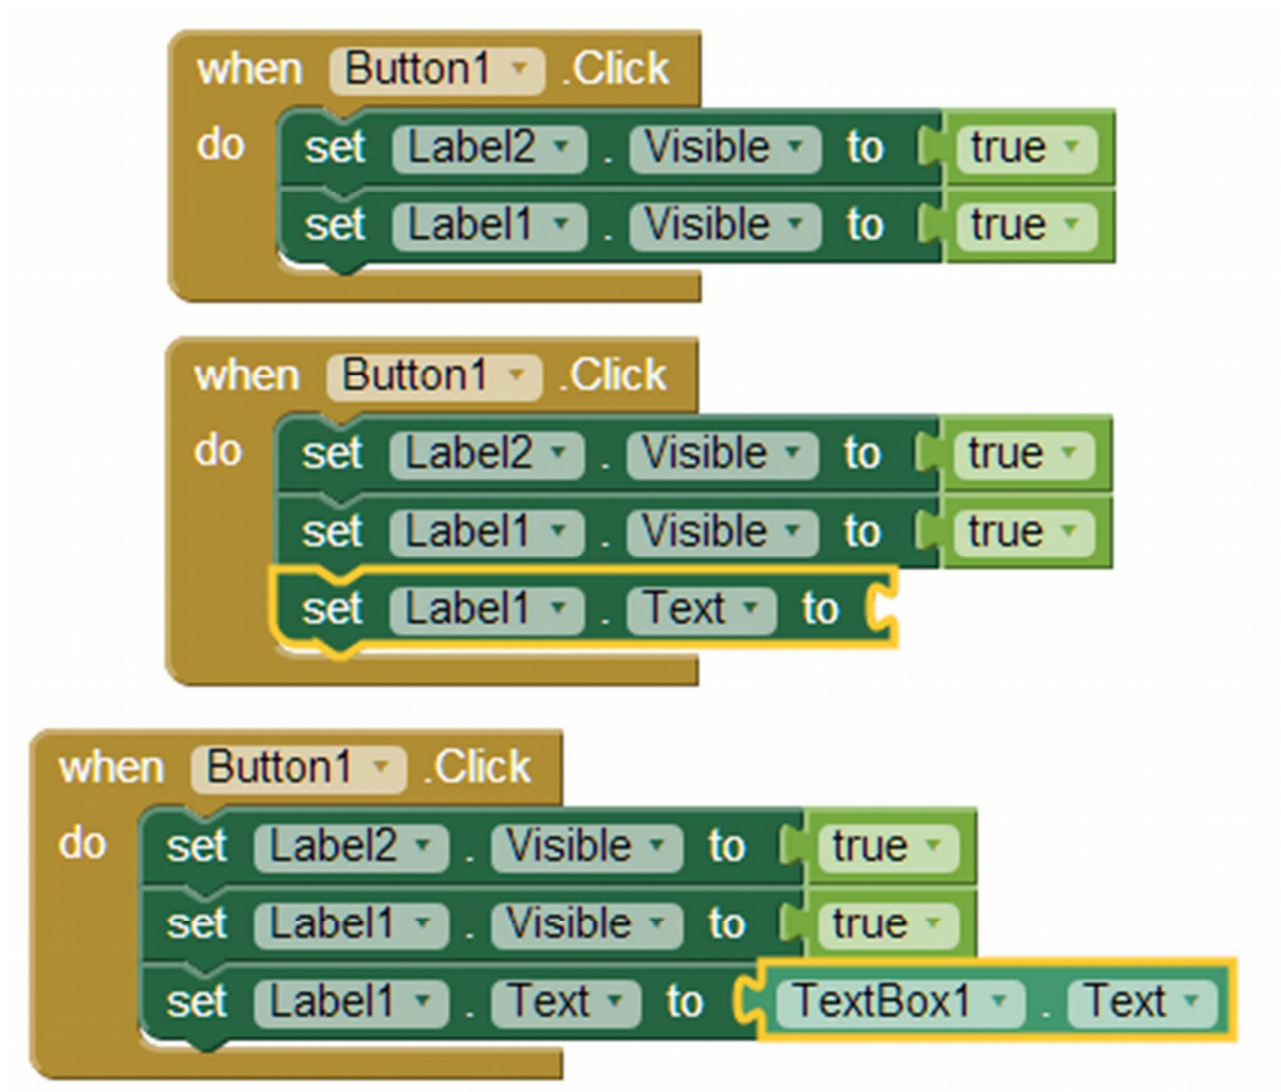 when Button1 .Click
do set Label2 . Visible to true
set Label1 . Visible to true
when Button1 .Click
do set Label2 . Visible to true
set Label1 . Visible to true
set Label1 . Text to
when Button1 .Click
do set Label2 . Visible to true
set Label1 . Visible to true
set Label1 . Text to TextBox1 . Text